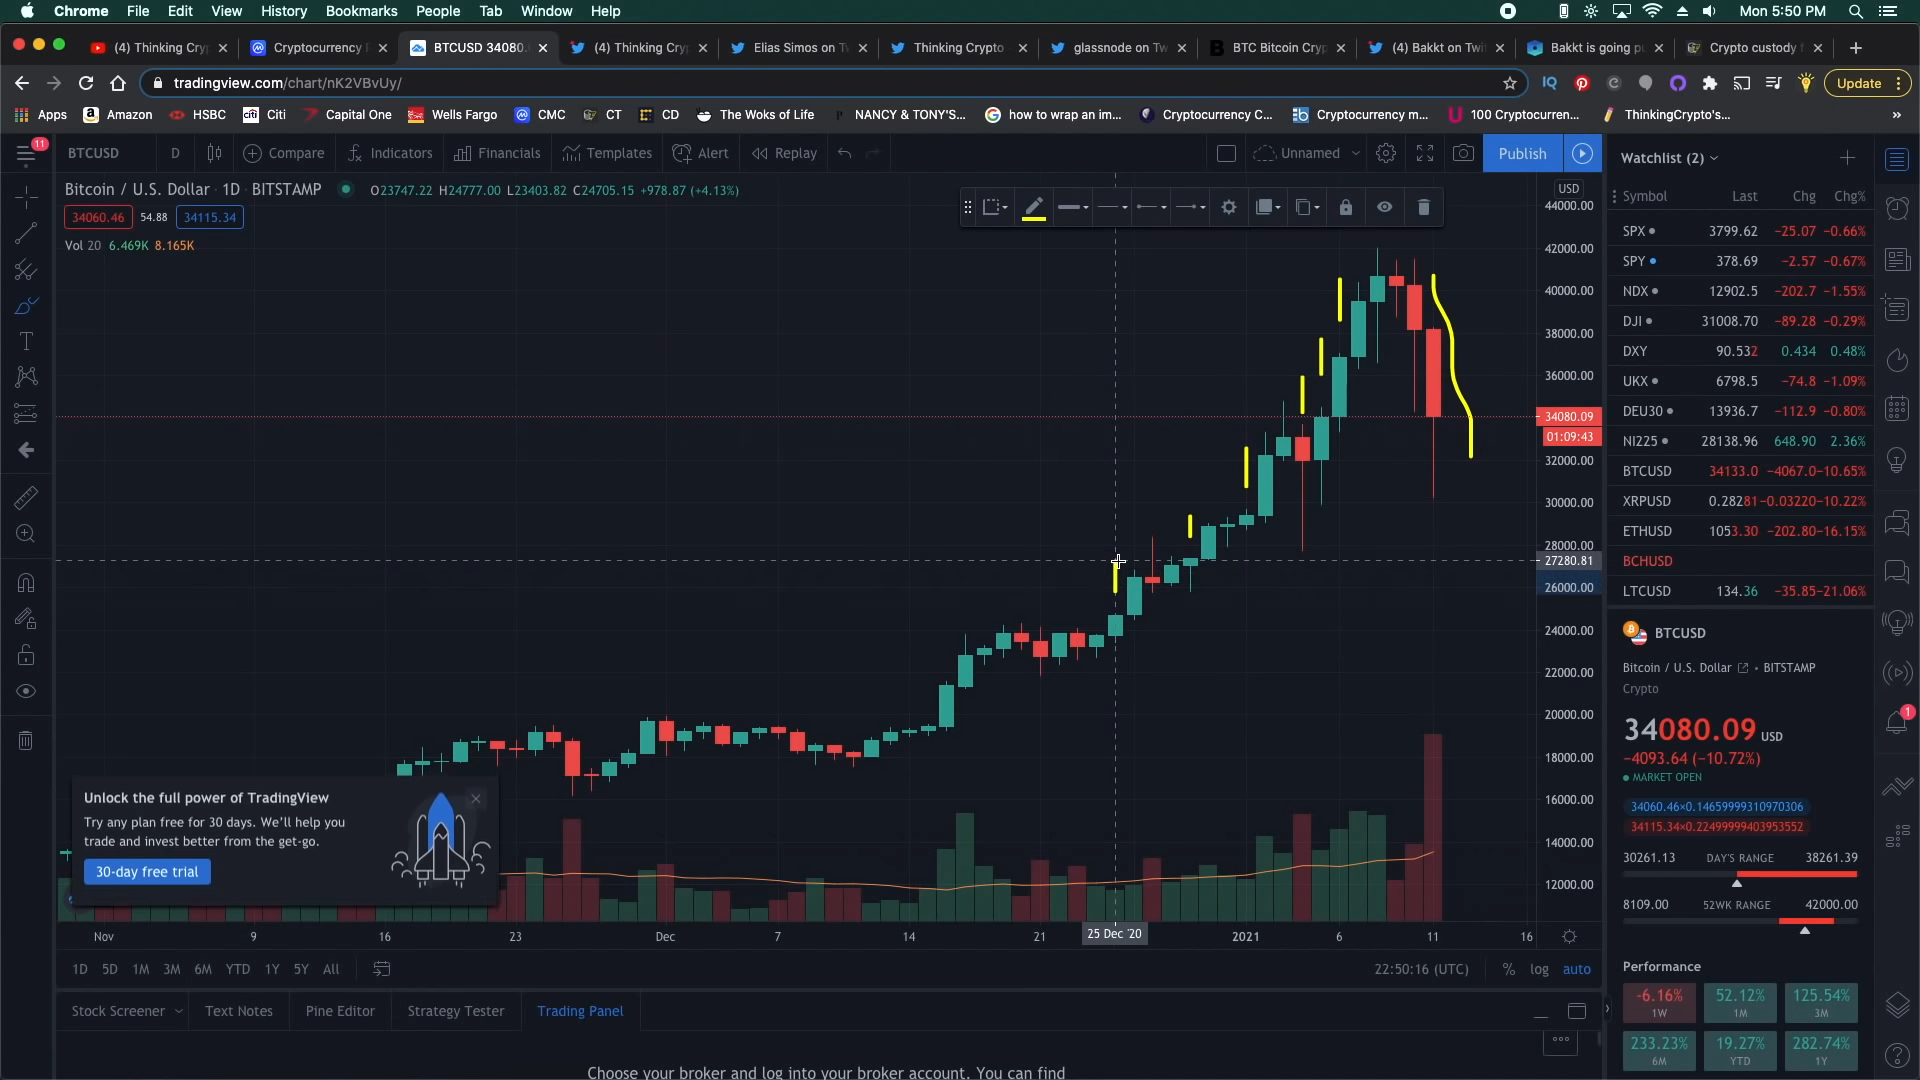 Chrome File Edit View History Bookmarks People Tab Window Help Mon 5:50 PM
(4) Thinking Cry Cryptocurrency BTCUSD 34080. (4) Thinking Cry Elias Simos on Tw Thinking Crypto glassnode on Tw BTC Bitcoin Cryp (4) Bakkt on Twi Bakkt is going pu Crypto custody
tradingview.com/chart/nK2VBvUy/ Update
Apps Amazon HSBC Citi Capital One Wells Fargo CMC CT CD The Woks of Life NANCY & TONY'S... how to wrap an im... Cryptocurrency C... Cryptocurrency m... 100 Cryptocurren... ThinkingCrypto's... »
11 BTCUSD D Compare Indicators Financials Templates Alert Replay Unnamed Publish Watchlist (2)
Bitcoin / U.S. Dollar 1D BITSTAMP O23747.22 H24777.00 L23403.82 C24705.15 +978.87 (+4.13%)
34060.46 54.88 34115.34
Vol 20 6.469K 8.165K
USD
44000.00
42000.00
40000.00
38000.00
36000.00
34080.09
01:09:43
32000.00
30000.00
28000.00
27280.81
26000.00
24000.00
22000.00
20000.00
18000.00
16000.00
14000.00
12000.00
Symbol Last Chg Chg%
SPX 3799.62 −25.07 −0.66%
SPY 378.69 −2.57 −0.67%
NDX 12902.5 −202.7 −1.55%
DJI 31008.70 −89.28 −0.29%
DXY 90.532 0.434 0.48%
UKX 6798.5 −74.8 −1.09%
DEU30 13936.7 −112.9 −0.80%
NI225 28138.96 648.90 2.36%
BTCUSD 34133.0 −4067.0 −10.65%
XRPUSD 0.28281 −0.03220 −10.22%
ETHUSD 1053.30 −202.80 −16.15%
BCHUSD
LTCUSD 134.36 −35.85 −21.06%
BTCUSD
Bitcoin / U.S. Dollar • BITSTAMP
Crypto
34080.09 USD
−4093.64 (−10.72%)
MARKET OPEN
34060.46×0.14659999310970306
34115.34×0.22499999403953552
30261.13 DAY'S RANGE 38261.39
8109.00 52WK RANGE 42000.00
Performance
-6.16% 1W 52.12% 1M 125.54% 3M
233.23% 6M 19.27% YTD 282.74% 1Y
1
Unlock the full power of TradingView
Try any plan free for 30 days. We'll help you
trade and invest better from the get-go.
30-day free trial
Nov 9 16 23 Dec 7 14 21 25 Dec '20 2021 6 11 16
1D 5D 1M 3M 6M YTD 1Y 5Y All 22:50:16 (UTC) % log auto
Stock Screener Text Notes Pine Editor Strategy Tester Trading Panel
Choose your broker and log into your broker account. You can find